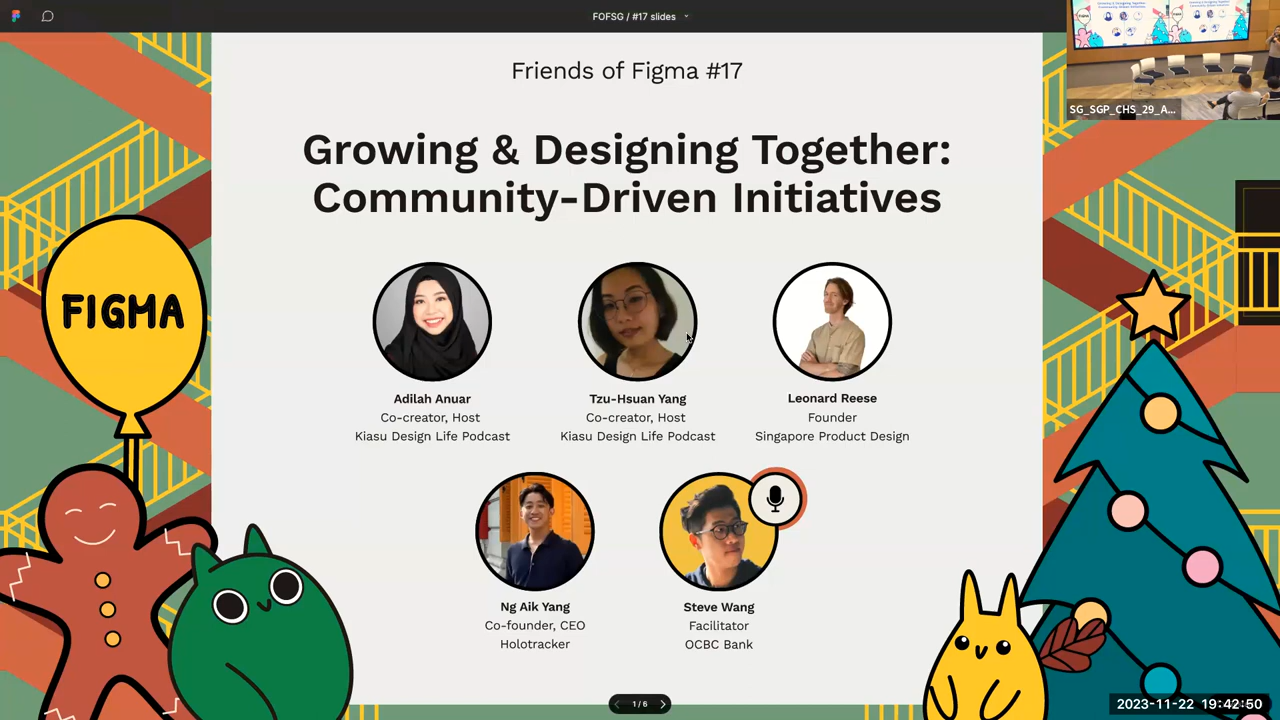 FOFSG / #17 slides
Friends of Figma #17
Growing & Designing Together:
Community-Driven Initiatives
FIGMA
Adilah Anuar
Co-creator, Host
Kiasu Design Life Podcast
Tzu-Hsuan Yang
Co-creator, Host
Kiasu Design Life Podcast
Leonard Reese
Founder
Singapore Product Design
Ng Aik Yang
Co-founder, CEO
Holotracker
Steve Wang
Facilitator
OCBC Bank
SG_SGP_CHS_29_A...
1 / 6
2023-11-22 19:42:50